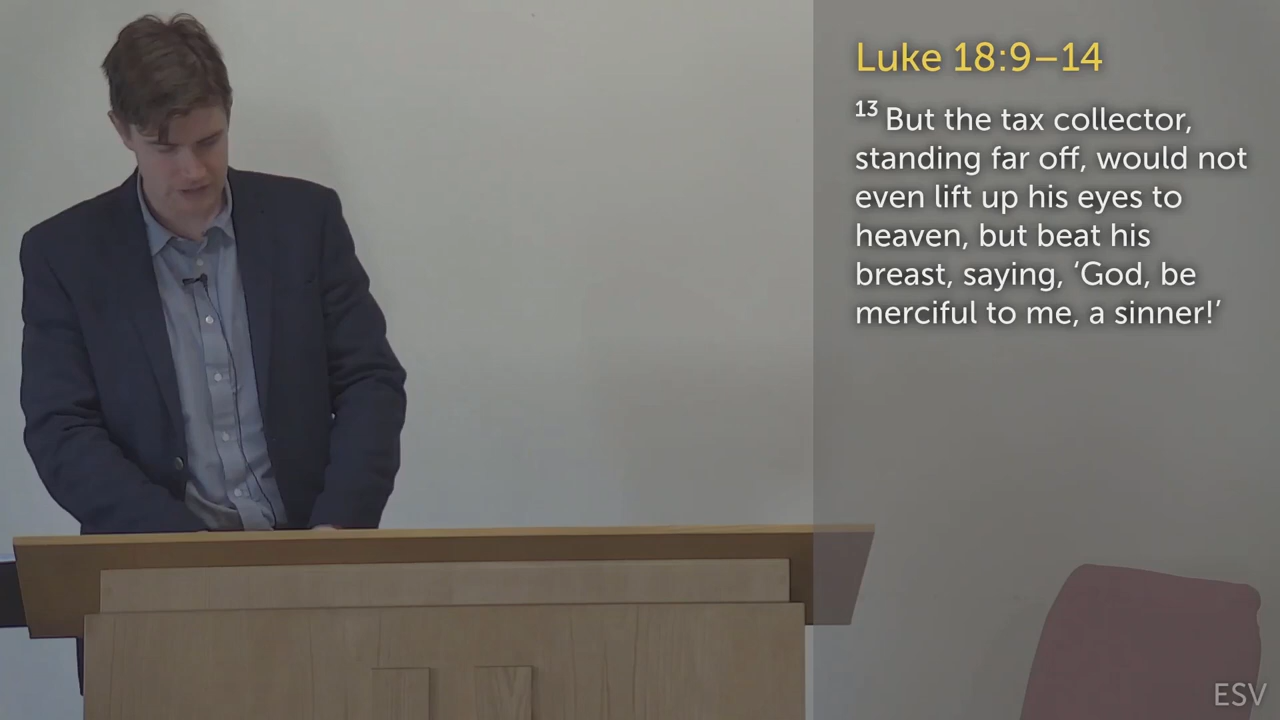 Luke 18:9–14
13 But the tax collector,
standing far off, would not
even lift up his eyes to
heaven, but beat his
breast, saying, ‘God, be
merciful to me, a sinner!’
ESV